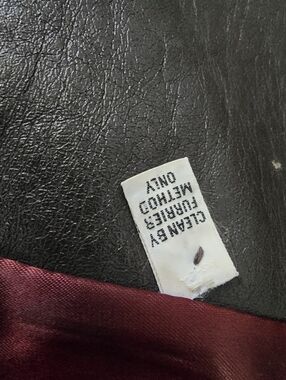 CLEAN BY
FURRIER
METHOD
ONLY